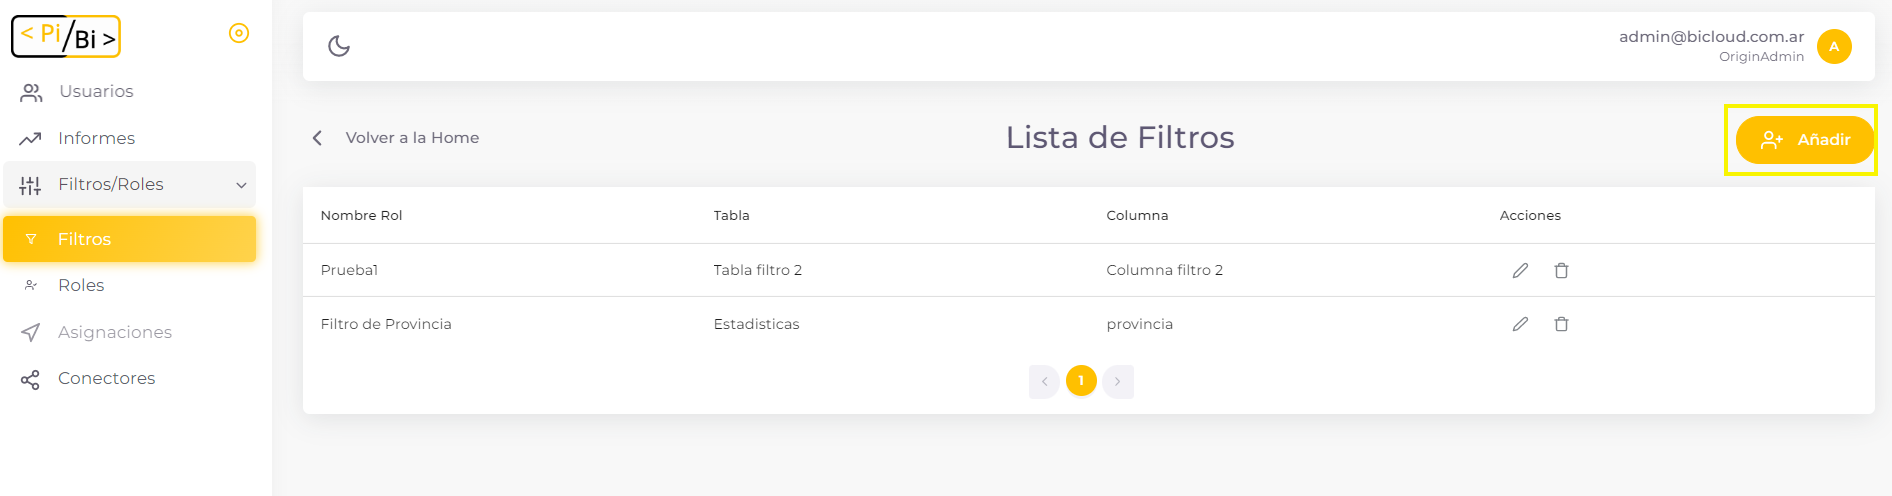 < Pi/Bi >
Usuarios
Informes
Filtros/Roles
Filtros
Roles
Asignaciones
Conectores
admin@bicloud.com.ar
OriginAdmin
A
Volver a la Home
Lista de Filtros
Añadir
Nombre Rol Tabla Columna Acciones
Prueba1 Tabla filtro 2 Columna filtro 2
Filtro de Provincia Estadisticas provincia
1